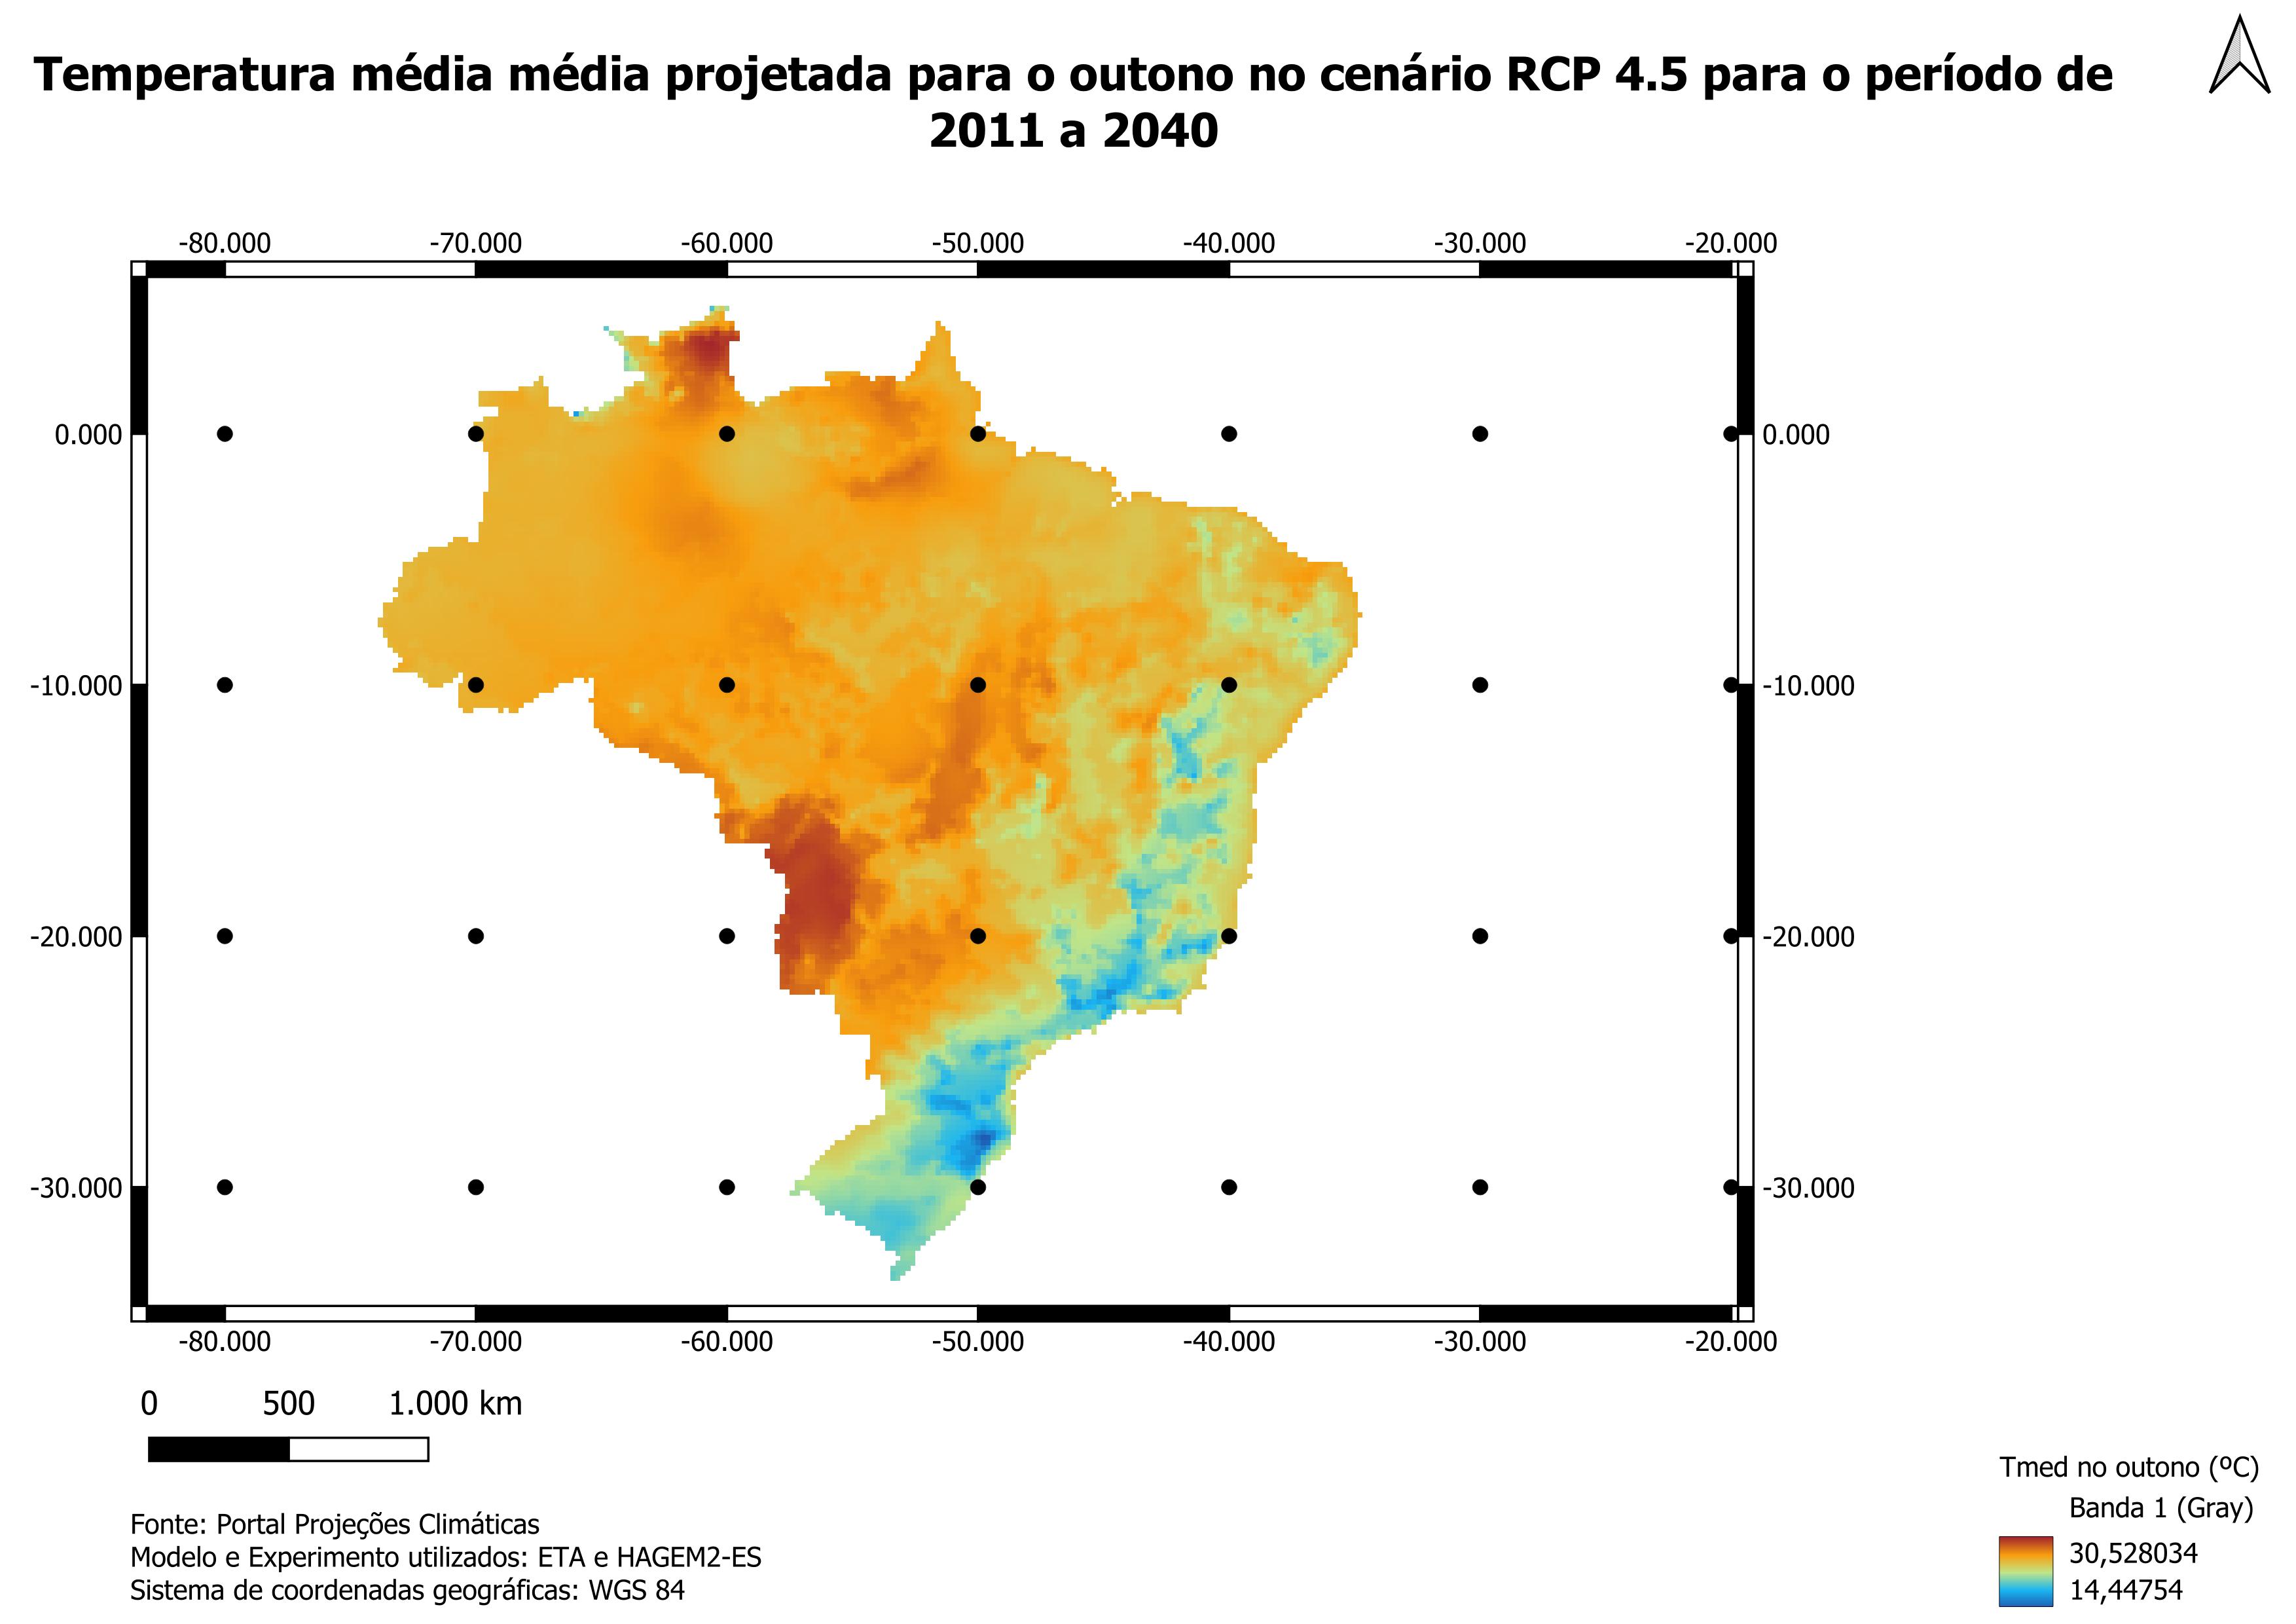 Temperatura média média projetada para o outono no cenário RCP 4.5 para o período de
2011 a 2040
-80.000 -70.000 -60.000 -50.000 -40.000 -30.000 -20.000
0.000 0.000
-10.000 -10.000
-20.000 -20.000
-30.000 -30.000
-80.000 -70.000 -60.000 -50.000 -40.000 -30.000 -20.000
0 500 1.000 km
Fonte: Portal Projeções Climáticas
Modelo e Experimento utilizados: ETA e HAGEM2-ES
Sistema de coordenadas geográficas: WGS 84
Tmed no outono (ºC)
Banda 1 (Gray)
30,528034
14,44754